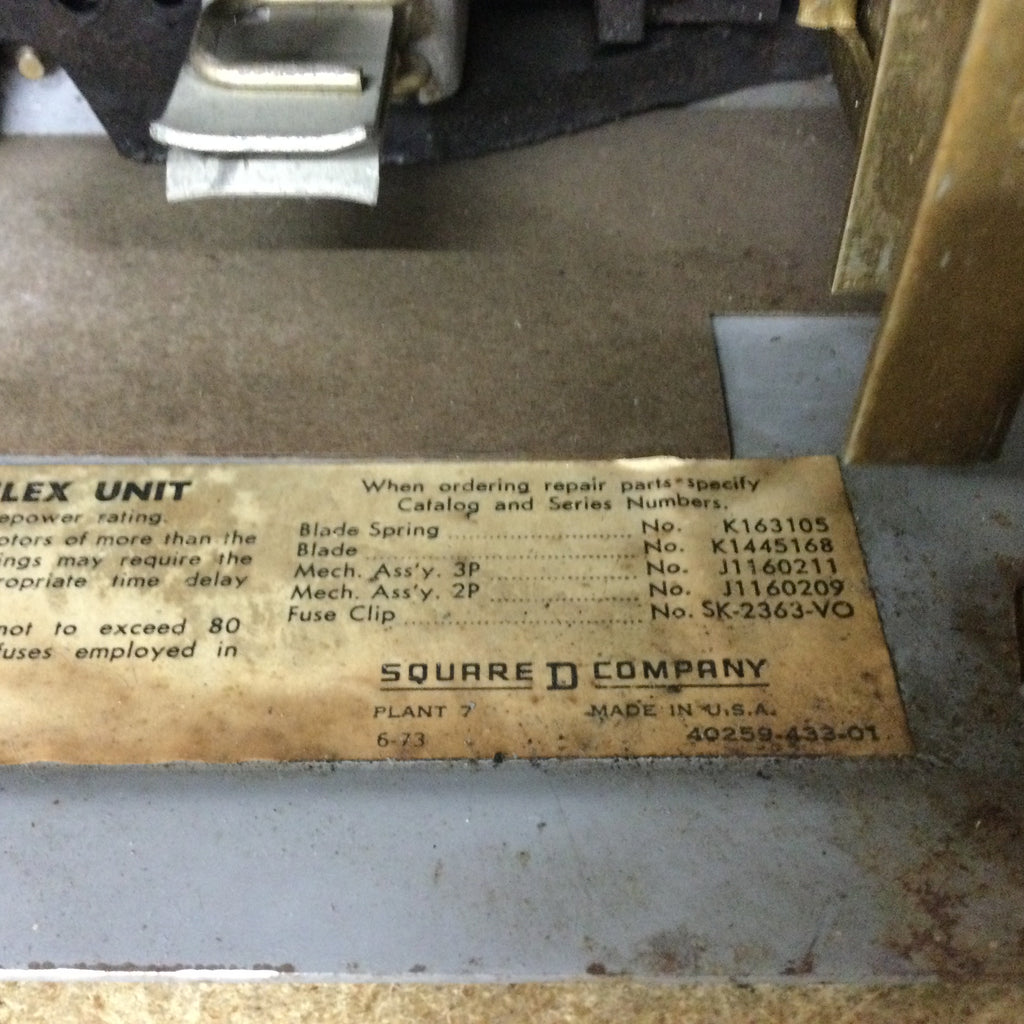 LEX UNIT
epower rating.
otors of more than the
ings may require the
ropriate time delay
not to exceed 80
fuses employed in
When ordering repair parts specify
Catalog and Series Numbers.
Blade Spring No. K163105
Blade No. K1445168
Mech. Ass'y. 3P No. J1160211
Mech. Ass'y. 2P No. J1160209
Fuse Clip No. SK-2363-VO
SQUARE D COMPANY
PLANT 7 MADE IN U.S.A.
6-73 40259-433-01